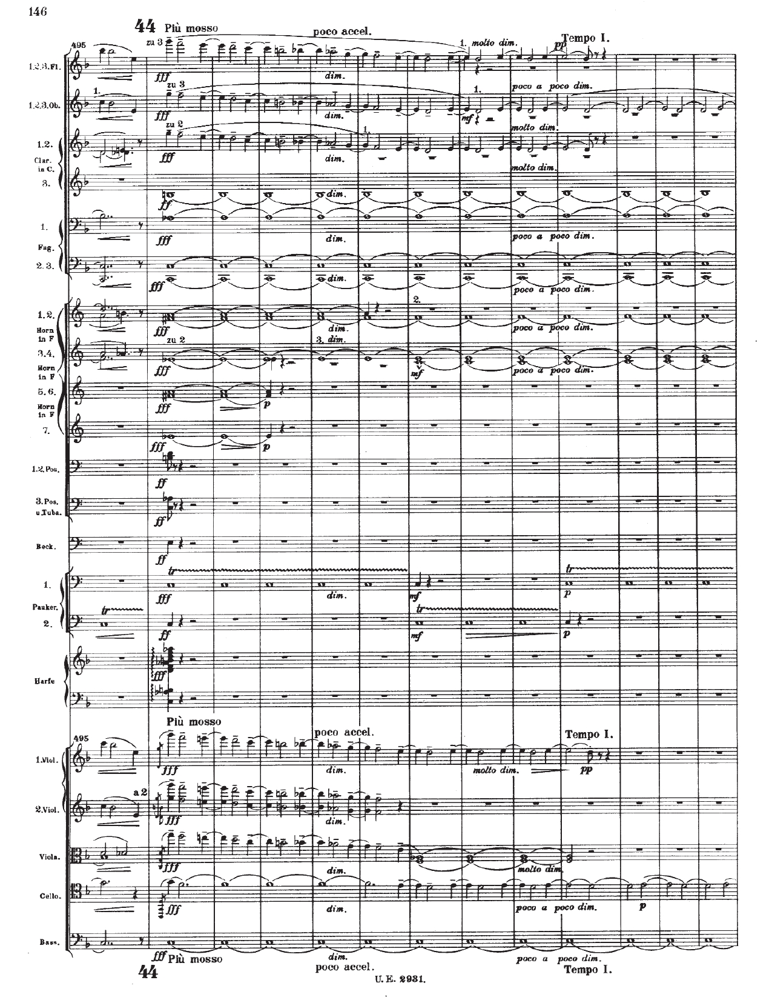 146
44 Più mosso
poco accel.
Tempo I.
495
zu 3
1. molto dim.
pp
1.2.3.Fl.
fff
dim.
poco a poco dim.
1.
zu 3
1.
1.2.3.Ob.
fff
dim.
mf
molto dim.
zu 2
1.
1.2.
Clar.
in C.
fff
dim.
molto dim.
3.
ff
dim.
1.
fff
dim.
poco a poco dim.
Fag.
2.3.
fff
dim.
poco a poco dim.
2.
1.2.
Horn
in F
fff
dim.
poco a poco dim.
zu 2
3. dim.
3.4.
Horn
in F
fff
mf
poco a poco dim.
5.6.
Horn
in F
fff
p
7.
fff
p
1.2.Pos.
ff
3.Pos.
u.Tuba.
ff
Beck.
ff
tr
tr
1.
fff
dim.
mf
p
Pauker.
tr
tr
2.
ff
mf
p
Harfe
fff
Più mosso
poco accel.
Tempo I.
495
1.Viol.
fff
dim.
molto dim.
pp
a 2
2.Viol.
fff
dim.
Viola.
fff
dim.
molto dim.
Cello.
fff
dim.
poco a poco dim.
p
Bass.
fff Più mosso
dim.
poco a poco dim.
44
poco accel.
Tempo I.
U. E. 2931.